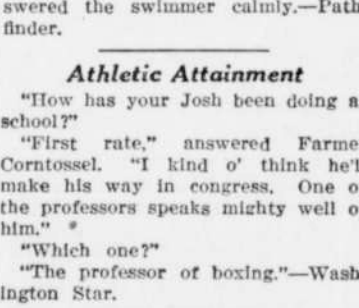 swered the swimmer calmly.—Path
finder.
Athletic Attainment
"How has your Josh been doing a
school?"
"First rate," answered Farme
Corntossel. "I kind o' think he'l
make his way in congress. One o
the professors speaks mighty well o
him."
"Which one?"
"The professor of boxing."—Wash
ington Star.